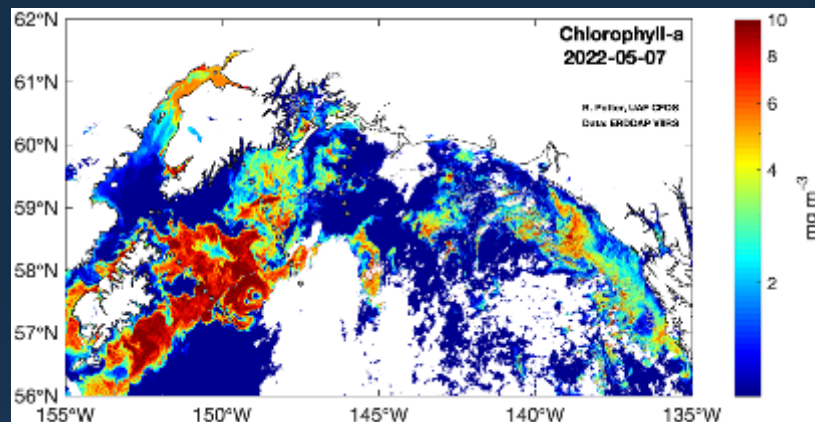 62°N
61°N
60°N
59°N
58°N
57°N
56°N
155°W
150°W
145°W
140°W
135°W
Chlorophyll-a
2022-05-07
UAF CFOS
Data: ERDDAP VIIRS
10
8
6
4
2
mg m⁻³